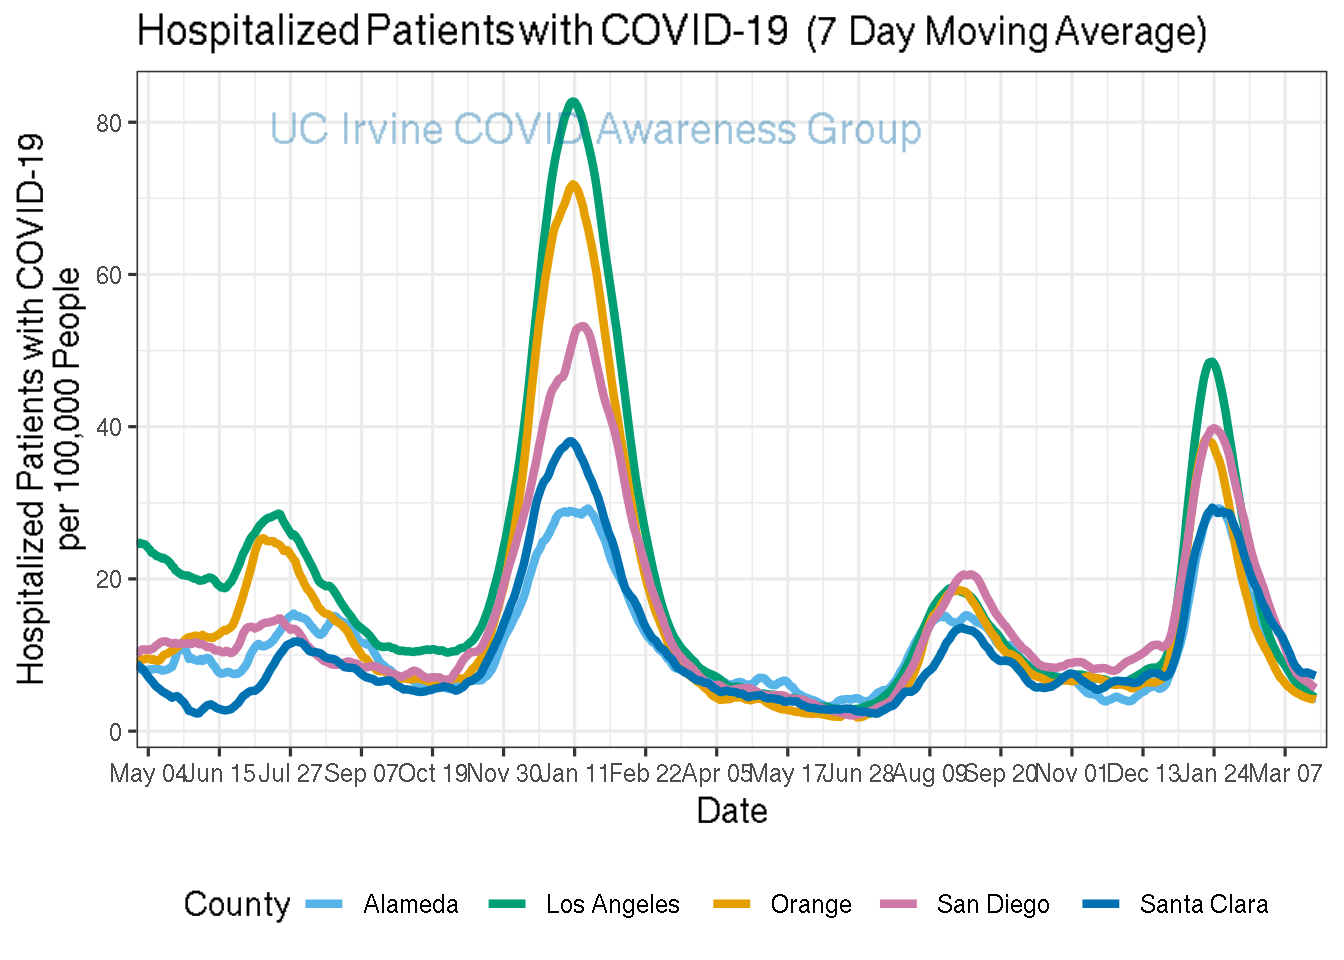 Hospitalized Patients with COVID-19 (7 Day Moving Average)
UC Irvine COVID Awareness Group
Hospitalized Patients with COVID-19
per 100,000 People
80
60
40
20
0
May 04 Jun 15 Jul 27 Sep 07 Oct 19 Nov 30 Jan 11 Feb 22 Apr 05 May 17 Jun 28 Aug 09 Sep 20 Nov 01 Dec 13 Jan 24 Mar 07
Date
County Alameda Los Angeles Orange San Diego Santa Clara